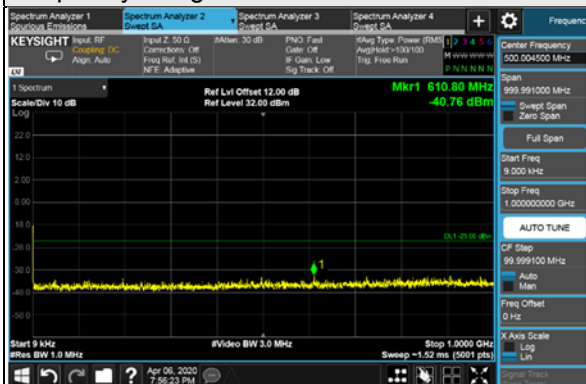 Spectrum Analyzer 1
Spurious Emissions
Spectrum Analyzer 2
Swept SA
Spectrum Analyzer 3
Swept SA
Spectrum Analyzer 4
Swept SA
+
Frequency
KEYSIGHT
Input: RF
Coupling: DC
Align: Auto
Input Z: 50 Ω
Corrections: Off
Freq Ref: Int (S)
NFE: Adaptive
#Atten: 30 dB
PNO: Fast
Gate: Off
IF Gain: Low
Sig Track: Off
#Avg Type: Power (RMS)
Avg|Hold>100/100
Trig: Free Run
1 2 3 4 5 6
M W W W W W
P N N N N N
LXI
1 Spectrum
Scale/Div 10 dB
Log
Ref Lvl Offset 12.00 dB
Ref Level 32.00 dBm
Mkr1 610.80 MHz
-40.76 dBm
22.0
12.0
2.00
-8.00
-18.0
-28.0
-38.0
-48.0
-58.0
DL1 -25.00 dBm
1
Start 9 kHz
#Res BW 1.0 MHz
#Video BW 3.0 MHz
Stop 1.0000 GHz
Sweep ~1.52 ms (5001 pts)
Center Frequency
500.004500 MHz
Span
999.991000 MHz
Swept Span
Zero Span
Full Span
Start Freq
9.000 kHz
Stop Freq
1.000000000 GHz
AUTO TUNE
CF Step
99.999100 MHz
Auto
Man
Freq Offset
0 Hz
X Axis Scale
Log
Lin
Signal Track
?
Apr 06, 2020
7:56:23 PM